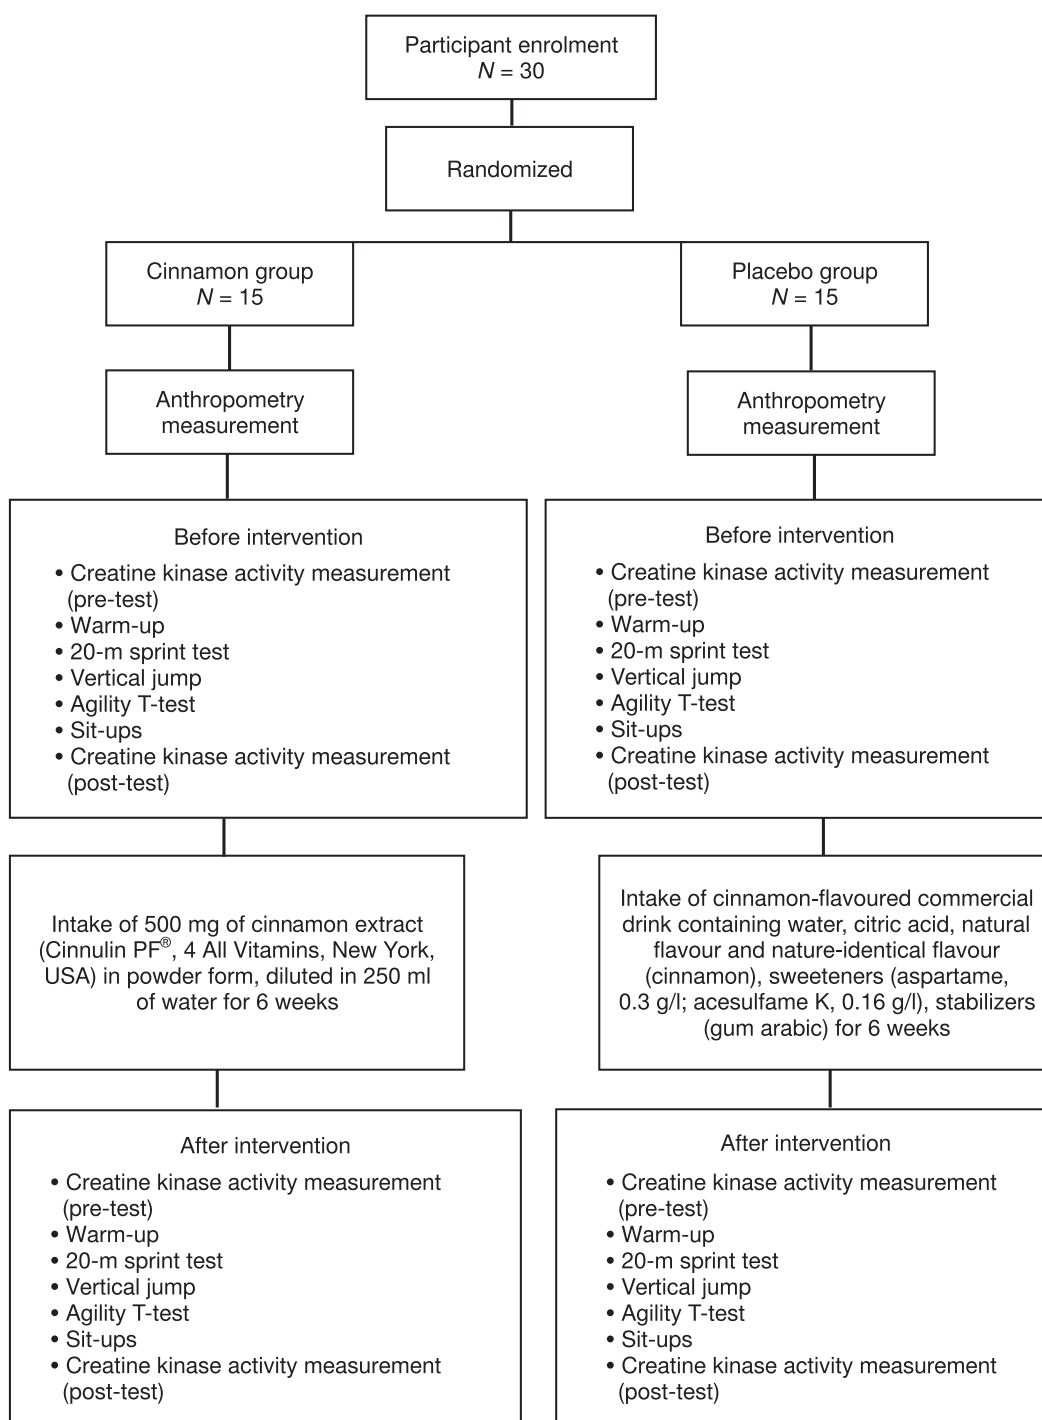 Participant enrolment
N = 30
Randomized
Cinnamon group
N = 15
Placebo group
N = 15
Anthropometry
measurement
Anthropometry
measurement
Before intervention
• Creatine kinase activity measurement
(pre-test)
• Warm-up
• 20-m sprint test
• Vertical jump
• Agility T-test
• Sit-ups
• Creatine kinase activity measurement
(post-test)
Before intervention
• Creatine kinase activity measurement
(pre-test)
• Warm-up
• 20-m sprint test
• Vertical jump
• Agility T-test
• Sit-ups
• Creatine kinase activity measurement
(post-test)
Intake of 500 mg of cinnamon extract
(Cinnulin PF®, 4 All Vitamins, New York,
USA) in powder form, diluted in 250 ml
of water for 6 weeks
Intake of cinnamon-flavoured commercial
drink containing water, citric acid, natural
flavour and nature-identical flavour
(cinnamon), sweeteners (aspartame,
0.3 g/l; acesulfame K, 0.16 g/l), stabilizers
(gum arabic) for 6 weeks
After intervention
• Creatine kinase activity measurement
(pre-test)
• Warm-up
• 20-m sprint test
• Vertical jump
• Agility T-test
• Sit-ups
• Creatine kinase activity measurement
(post-test)
After intervention
• Creatine kinase activity measurement
(pre-test)
• Warm-up
• 20-m sprint test
• Vertical jump
• Agility T-test
• Sit-ups
• Creatine kinase activity measurement
(post-test)